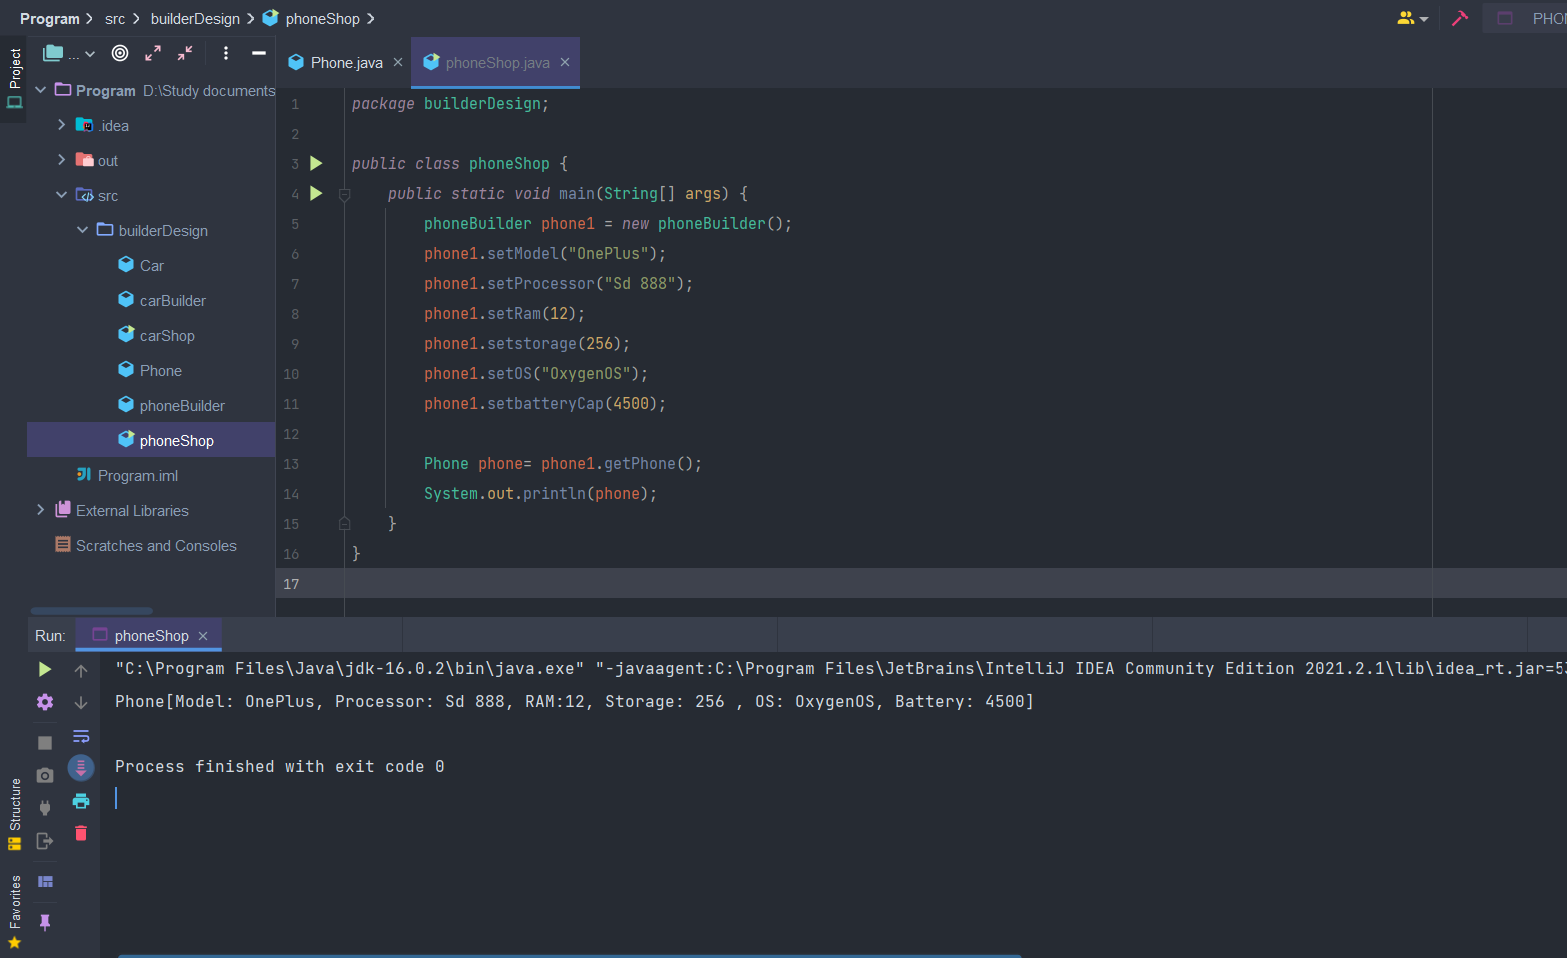 Program > src > builderDesign > phoneShop >
PHON
Project
...
Phone.java ×
phoneShop.java ×
Program D:\Study documents
.idea
out
src
builderDesign
Car
carBuilder
carShop
Phone
phoneBuilder
phoneShop
Program.iml
External Libraries
Scratches and Consoles
1 package builderDesign;
2
3 public class phoneShop {
4 public static void main(String[] args) {
5 phoneBuilder phone1 = new phoneBuilder();
6 phone1.setModel("OnePlus");
7 phone1.setProcessor("Sd 888");
8 phone1.setRam(12);
9 phone1.setstorage(256);
10 phone1.setOS("OxygenOS");
11 phone1.setbatteryCap(4500);
12
13 Phone phone= phone1.getPhone();
14 System.out.println(phone);
15 }
16 }
17
Run: phoneShop ×
"C:\Program Files\Java\jdk-16.0.2\bin\java.exe" "-javaagent:C:\Program Files\JetBrains\IntelliJ IDEA Community Edition 2021.2.1\lib\idea_rt.jar=53
Phone[Model: OnePlus, Processor: Sd 888, RAM:12, Storage: 256 , OS: OxygenOS, Battery: 4500]
Process finished with exit code 0
Structure
Favorites